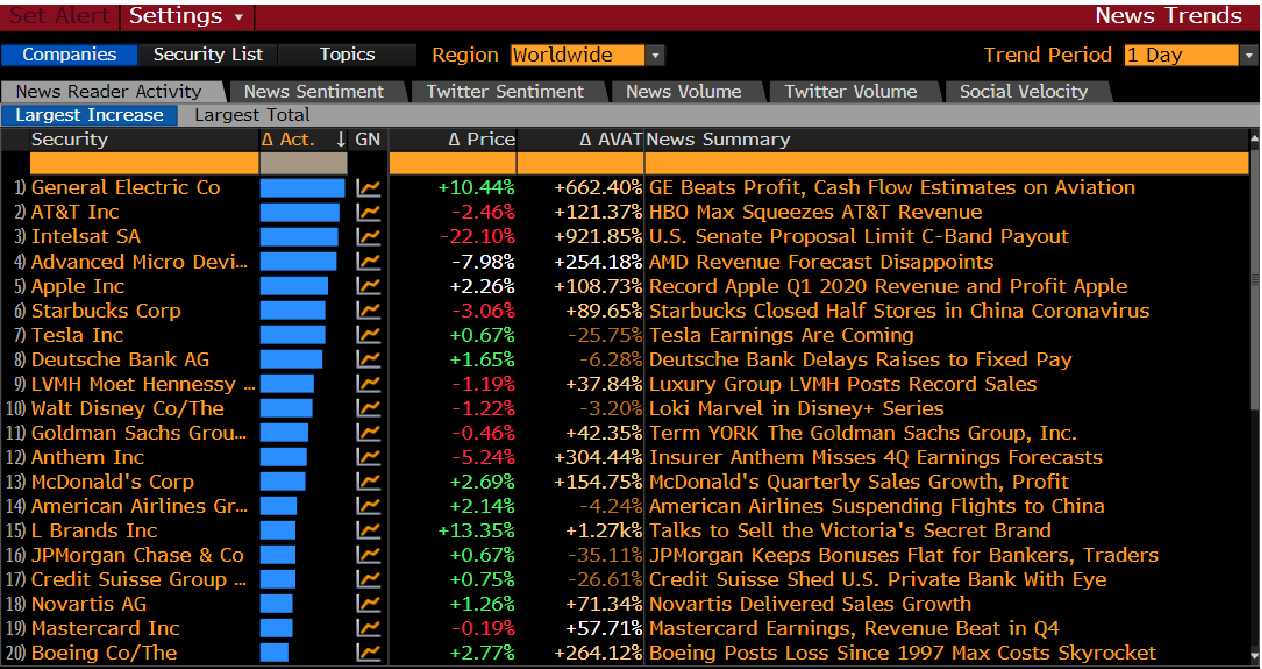 Set Alert Settings News Trends
Companies Security List Topics Region Worldwide Trend Period 1 Day
News Reader Activity News Sentiment Twitter Sentiment News Volume Twitter Volume Social Velocity
Largest Increase Largest Total
Security Δ Act. ↓ GN Δ Price Δ AVAT News Summary
1) General Electric Co +10.44% +662.40% GE Beats Profit, Cash Flow Estimates on Aviation
2) AT&T Inc -2.46% +121.37% HBO Max Squeezes AT&T Revenue
3) Intelsat SA -22.10% +921.85% U.S. Senate Proposal Limit C-Band Payout
4) Advanced Micro Devi... -7.98% +254.18% AMD Revenue Forecast Disappoints
5) Apple Inc +2.26% +108.73% Record Apple Q1 2020 Revenue and Profit Apple
6) Starbucks Corp -3.06% +89.65% Starbucks Closed Half Stores in China Coronavirus
7) Tesla Inc +0.67% -25.75% Tesla Earnings Are Coming
8) Deutsche Bank AG +1.65% -6.28% Deutsche Bank Delays Raises to Fixed Pay
9) LVMH Moet Hennessy ... -1.19% +37.84% Luxury Group LVMH Posts Record Sales
10) Walt Disney Co/The -1.22% -3.20% Loki Marvel in Disney+ Series
11) Goldman Sachs Grou... -0.46% +42.35% Term YORK The Goldman Sachs Group, Inc.
12) Anthem Inc -5.24% +304.44% Insurer Anthem Misses 4Q Earnings Forecasts
13) McDonald's Corp +2.69% +154.75% McDonald's Quarterly Sales Growth, Profit
14) American Airlines Gr... +2.14% -4.24% American Airlines Suspending Flights to China
15) L Brands Inc +13.35% +1.27k% Talks to Sell the Victoria's Secret Brand
16) JPMorgan Chase & Co +0.67% -35.11% JPMorgan Keeps Bonuses Flat for Bankers, Traders
17) Credit Suisse Group ... +0.75% -26.61% Credit Suisse Shed U.S. Private Bank With Eye
18) Novartis AG +1.26% +71.34% Novartis Delivered Sales Growth
19) Mastercard Inc -0.19% +57.71% Mastercard Earnings, Revenue Beat in Q4
20) Boeing Co/The +2.77% +264.12% Boeing Posts Loss Since 1997 Max Costs Skyrocket